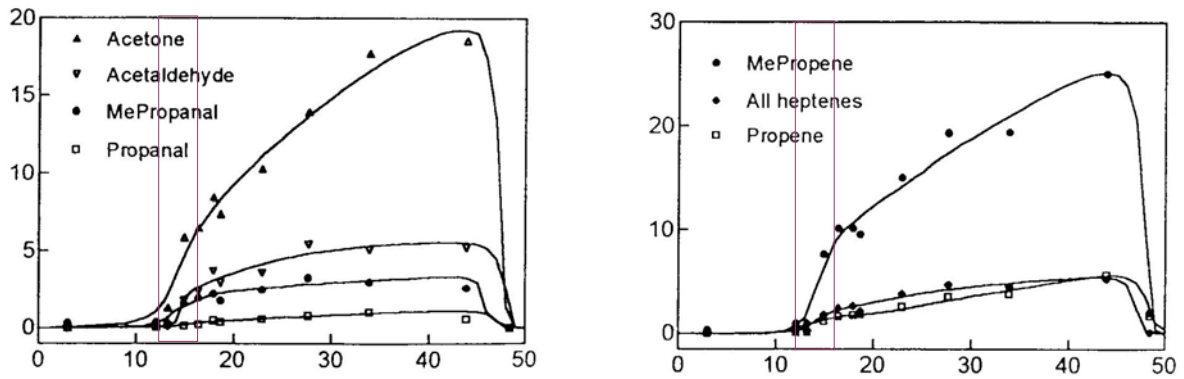 20
Acetone
Acetaldehyde
15
MePropanal
Propanal
10
5
0
0 10 20 30 40 50
30
MePropene
All heptenes
20
Propene
10
0
0 10 20 30 40 50